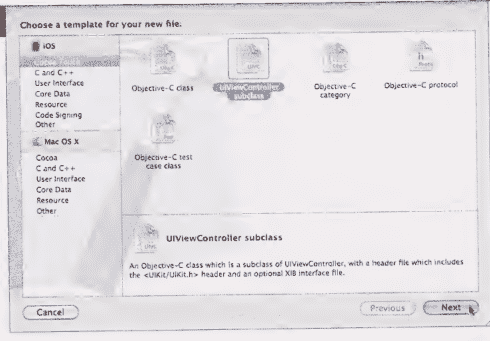 Choose a template for your new file:
iOS
Cocoa Touch
C and C++
User Interface
Core Data
Resource
Code Signing
Other
Mac OS X
Cocoa
C and C++
User Interface
Core Data
Resource
Other
Objective-C class
UIViewController
subclass
Objective-C
category
Objective-C protocol
Objective-C test
case class
UIViewController subclass
An Objective-C class which is a subclass of UIViewController, with a header file which includes
the <UIKit/UIKit.h> header and an optional XIB interface file.
Cancel
Previous
Next